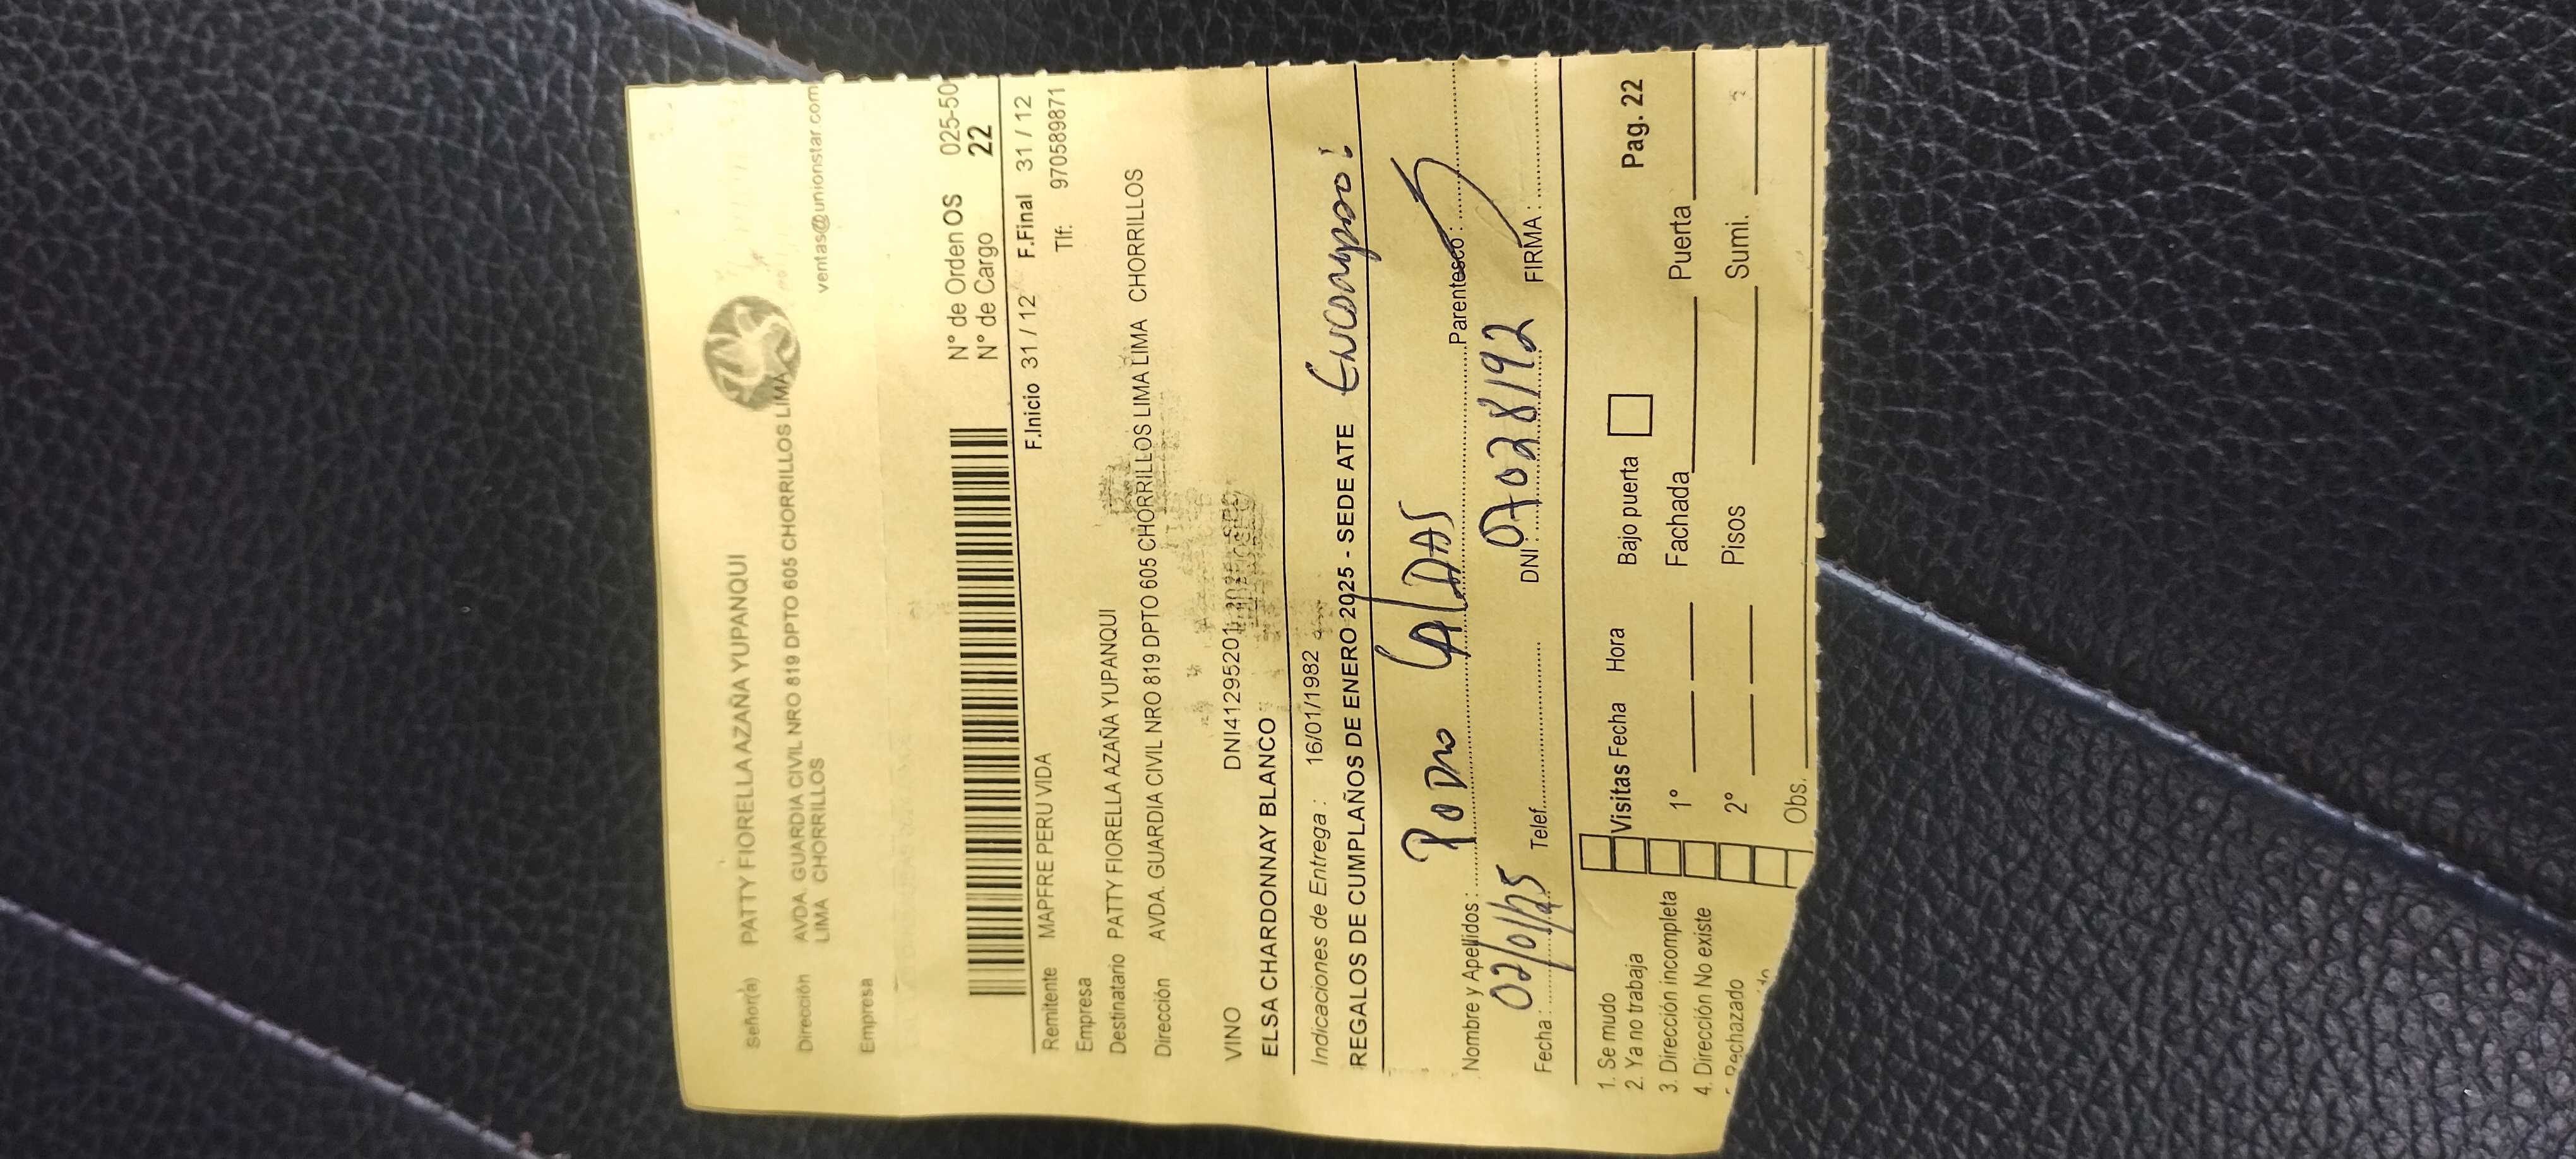 Señor(a) PATTY FIORELLA AZAÑA YUPANQUI
Dirección AVDA. GUARDIA CIVIL NRO 819 DPTO 605 CHORRILLOS LIMA
LIMA CHORRILLOS
ventas@unionstar.com
Empresa
N° de Orden OS 025-50
N° de Cargo 22
F.Inicio 31 / 12 F.Final 31 / 12
Remitente MAPFRE PERU VIDA Tlf: 970589871
Empresa
Destinatario PATTY FIORELLA AZAÑA YUPANQUI
Dirección AVDA. GUARDIA CIVIL NRO 819 DPTO 605 CHORRILLOS LIMA LIMA CHORRILLOS
VINO DNI41295201
ELSA CHARDONNAY BLANCO
Indicaciones de Entrega : 16/01/1982
REGALOS DE CUMPLAÑOS DE ENERO 2025 - SEDE ATE
Nombre y Apellidos : CALDAS Parentesco :
Fecha : 02/01/25 Telef. DNI : 07028192 FIRMA :
1. Se mudo
2. Ya no trabaja Visitas Fecha Hora Bajo puerta Pag. 22
3. Dirección incompleta 1° Fachada Puerta
4. Dirección No existe
Rechazado 2° Pisos Sumi.
Obs.